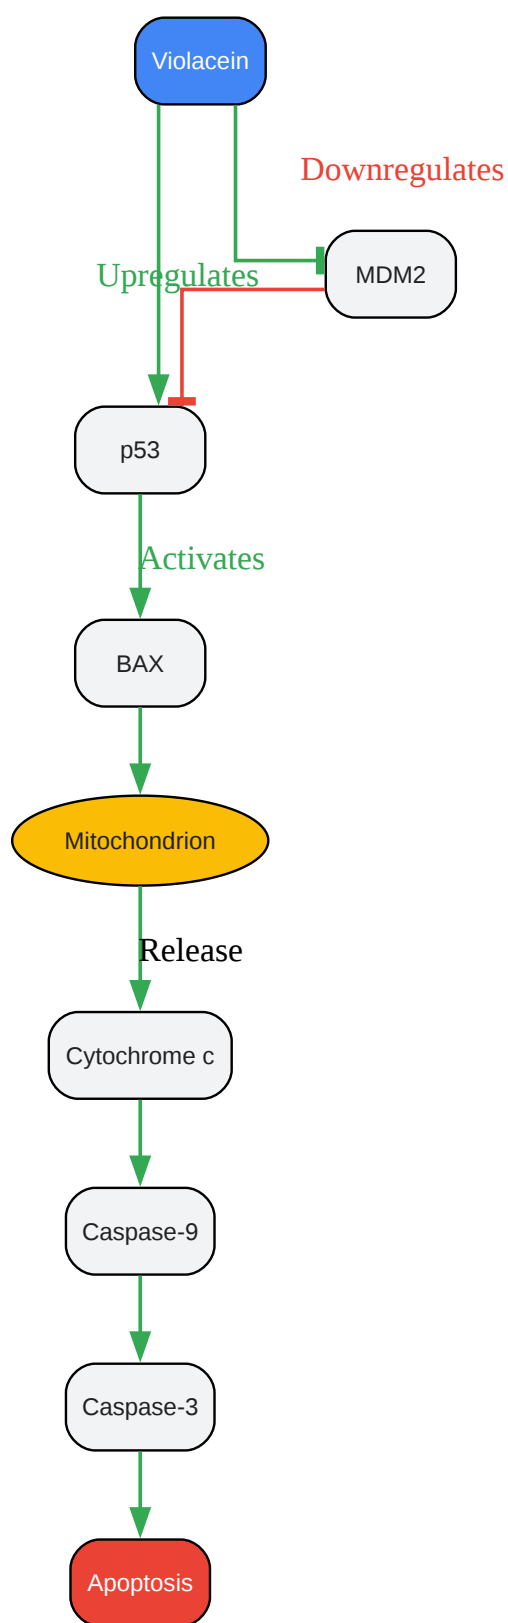 Violacein
Downregulates
Upregulates
MDM2
p53
Activates
BAX
Mitochondrion
Release
Cytochrome c
Caspase-9
Caspase-3
Apoptosis